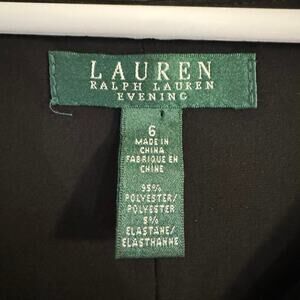 LAUREN
RALPH LAUREN
EVENING
6
MADE IN
CHINA
FABRIQUE EN
CHINE
95%
POLYESTER/
POLYESTER
5%
ELASTANE/
ELASTHANNE